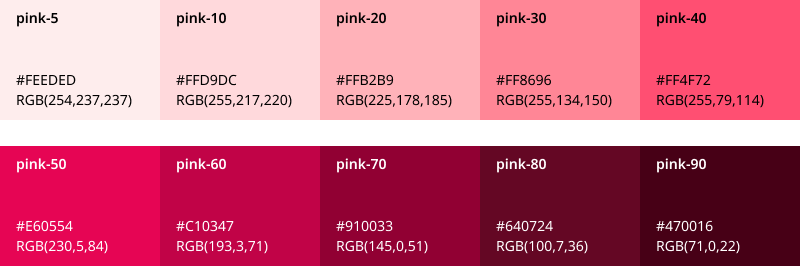 pink-5
#FEEDED
RGB(254,237,237)
pink-10
#FFD9DC
RGB(255,217,220)
pink-20
#FFB2B9
RGB(225,178,185)
pink-30
#FF8696
RGB(255,134,150)
pink-40
#FF4F72
RGB(255,79,114)
pink-50
#E60554
RGB(230,5,84)
pink-60
#C10347
RGB(193,3,71)
pink-70
#910033
RGB(145,0,51)
pink-80
#640724
RGB(100,7,36)
pink-90
#470016
RGB(71,0,22)